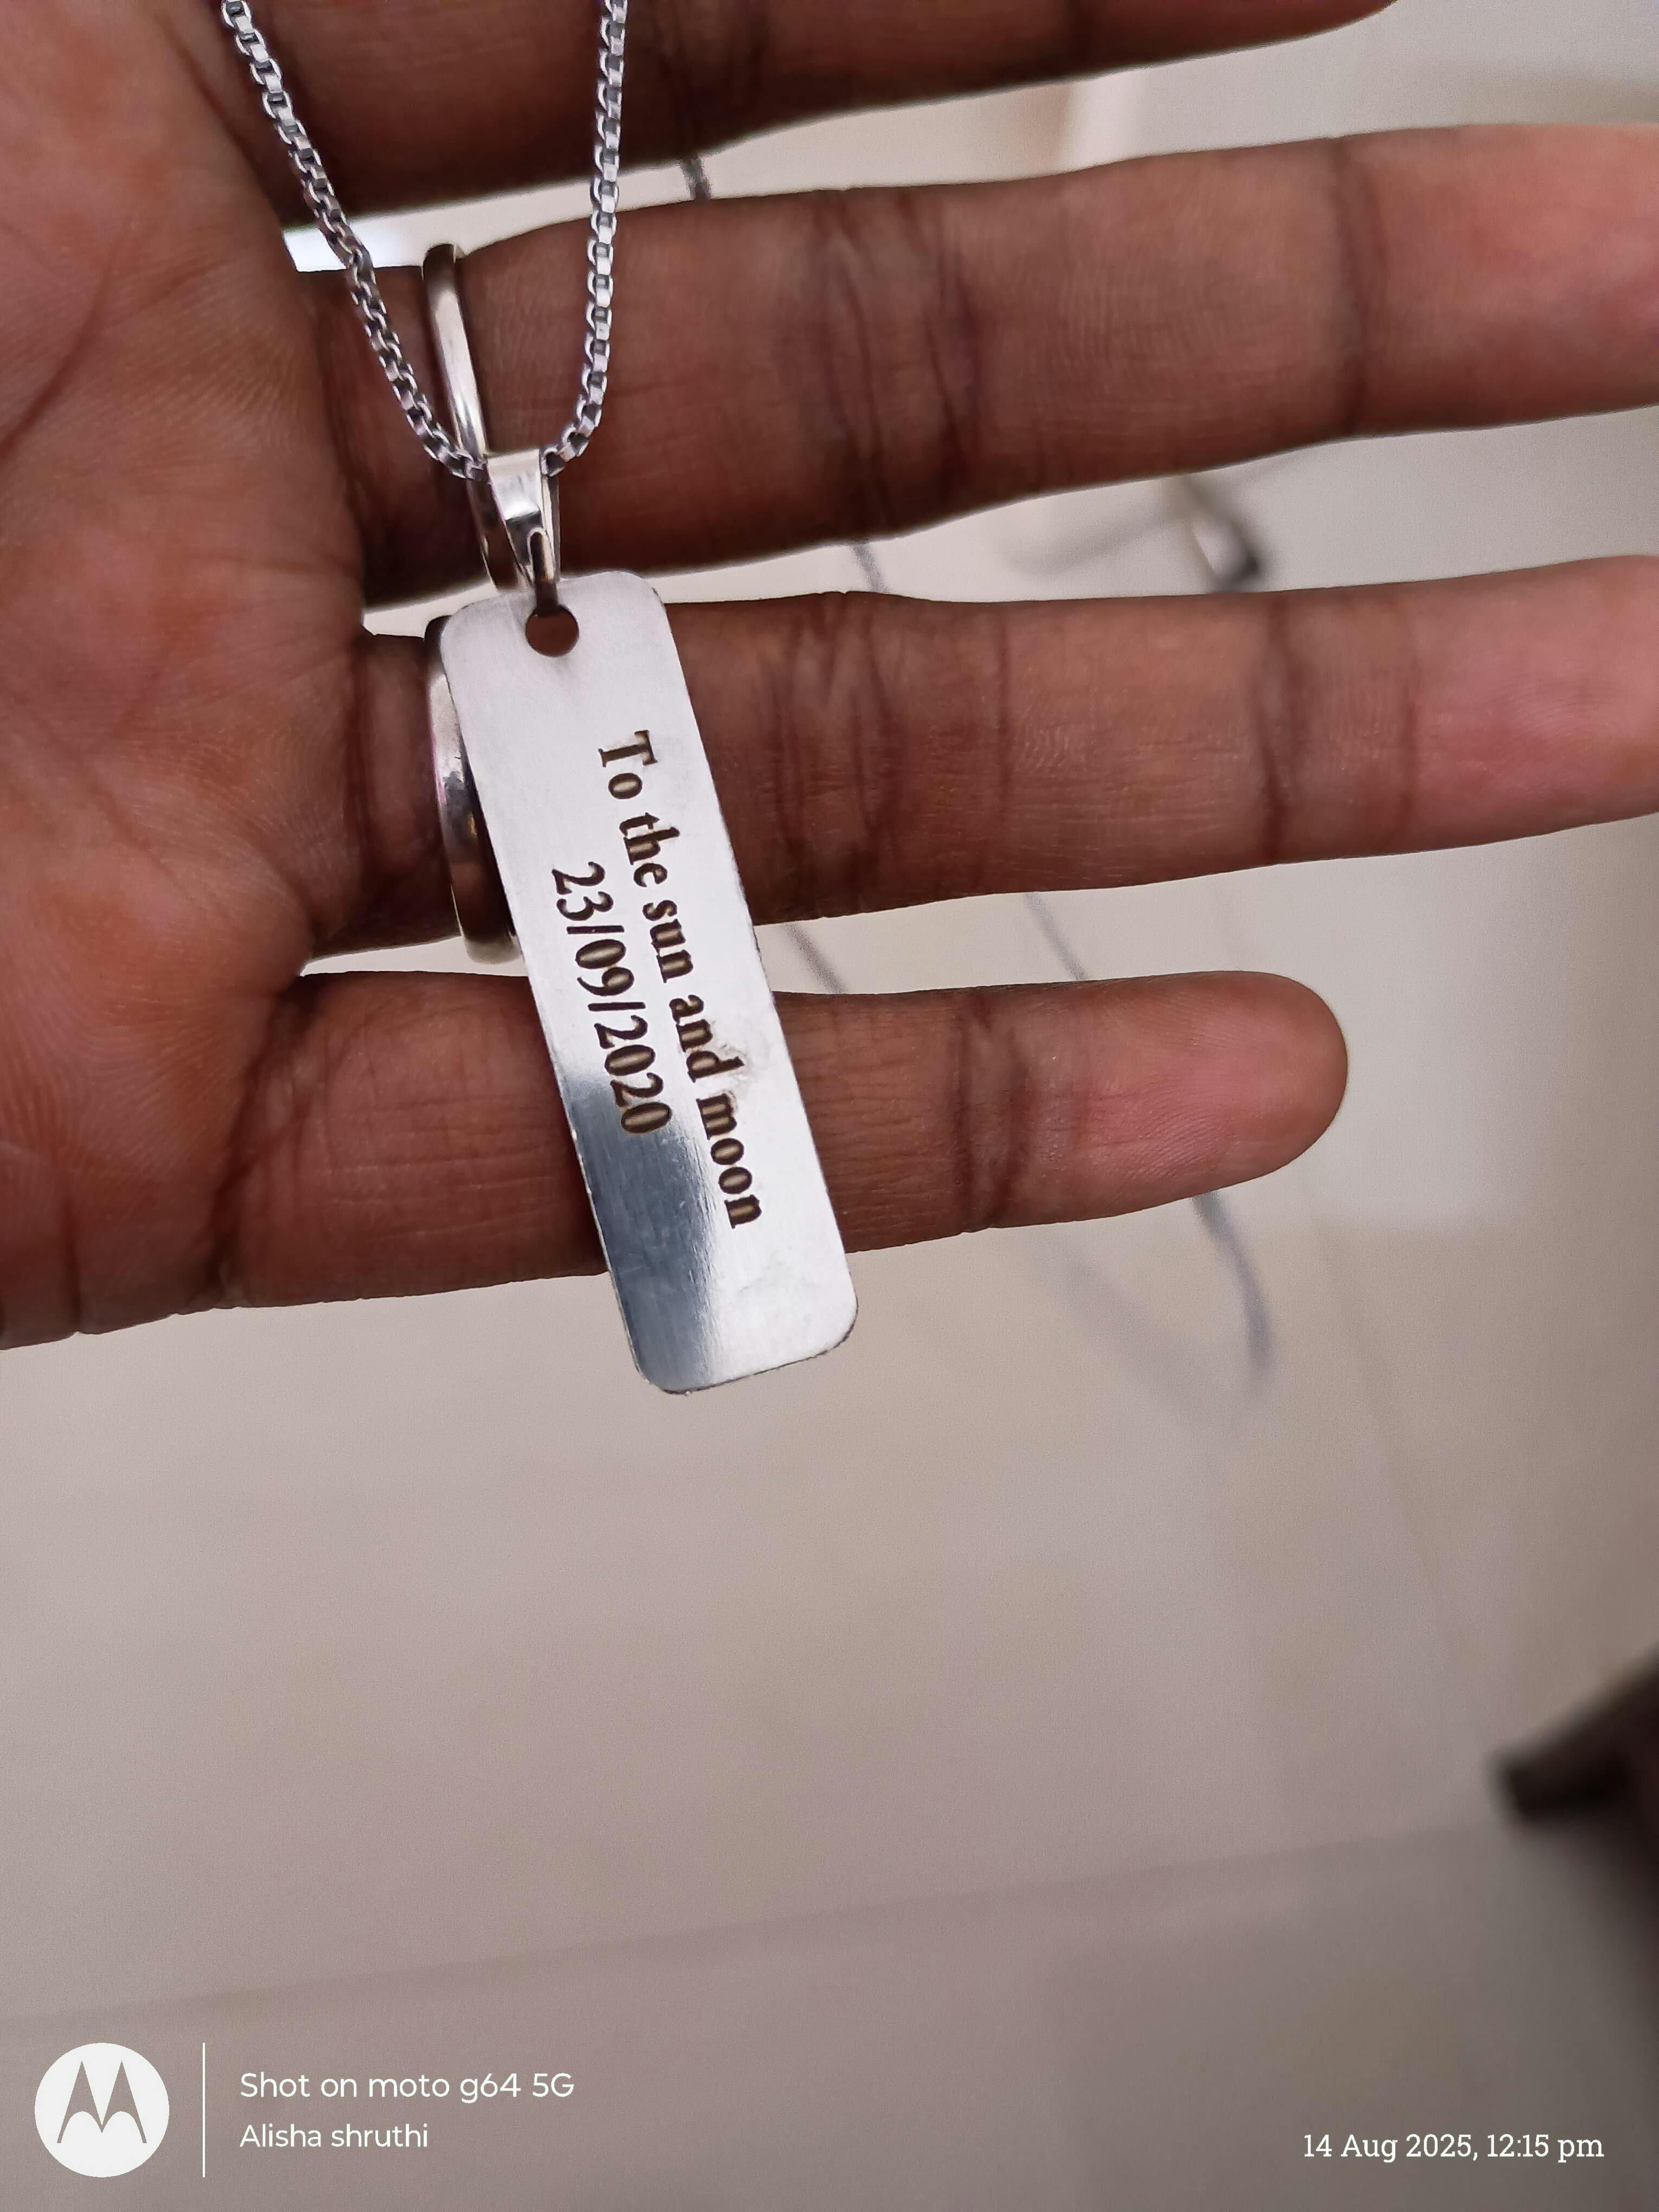 To the sun and moon
23/09/2020
Shot on moto g64 5G
Alisha shruthi
14 Aug 2025, 12:15 pm